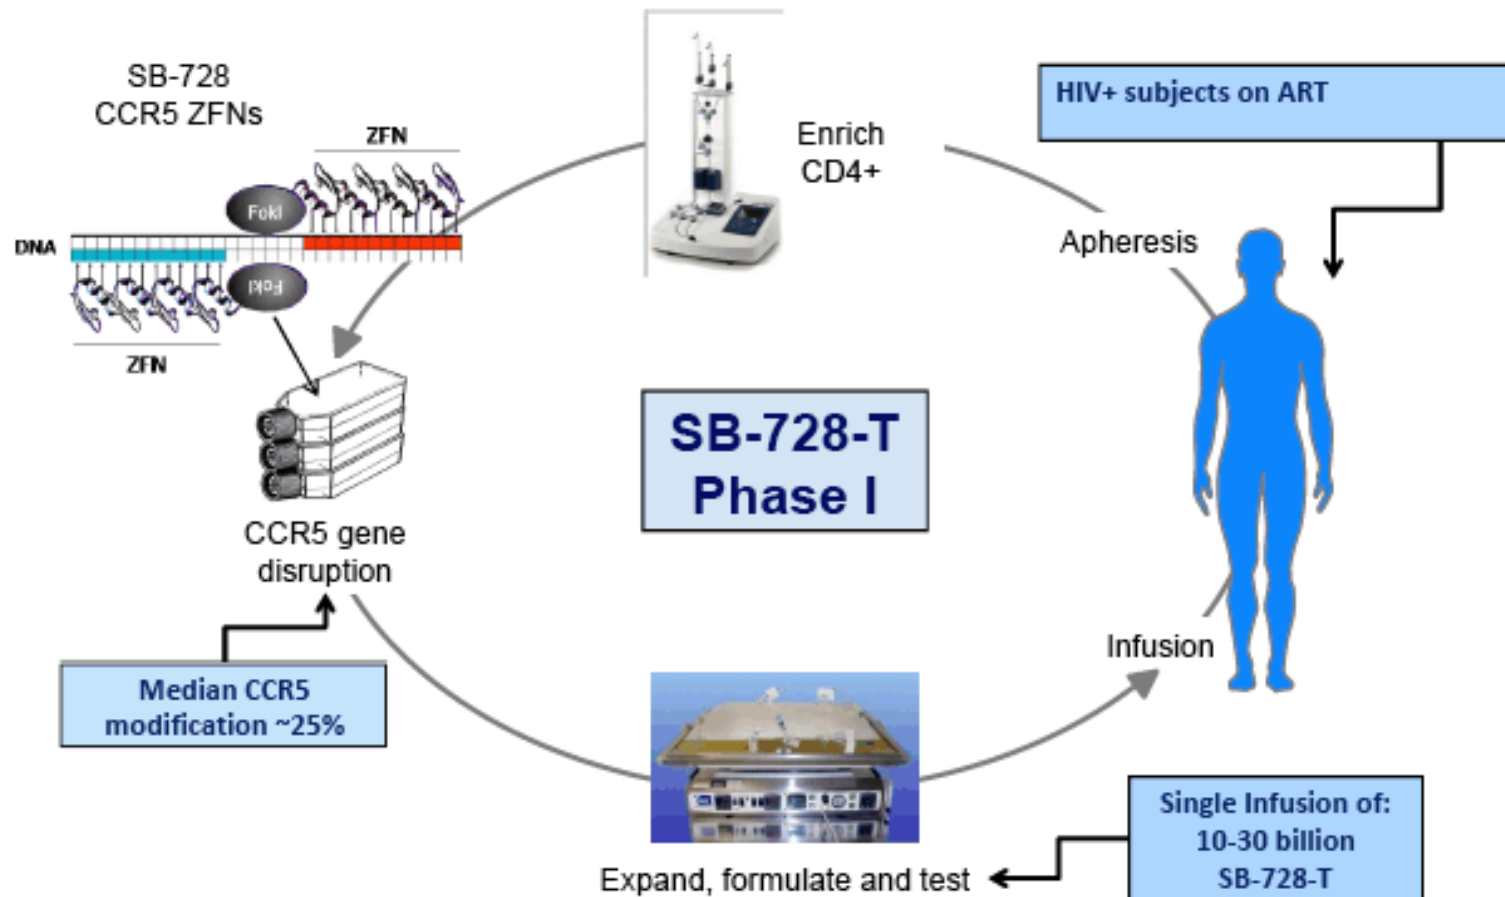 SB-728
CCR5 ZFNs
ZFN
FokI
DNA
FokI
ZFN
Enrich
CD4+
HIV+ subjects on ART
Apheresis
SB-728-T
Phase I
CCR5 gene
disruption
Median CCR5
modification ~25%
Infusion
Single Infusion of:
10-30 billion
SB-728-T
Expand, formulate and test